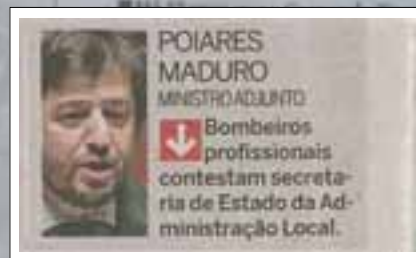 POIARES
MADURO
MINISTRO ADJUNTO
Bombeiros
profissionais
contestam secreta-
ria de Estado da Ad-
ministração Local.